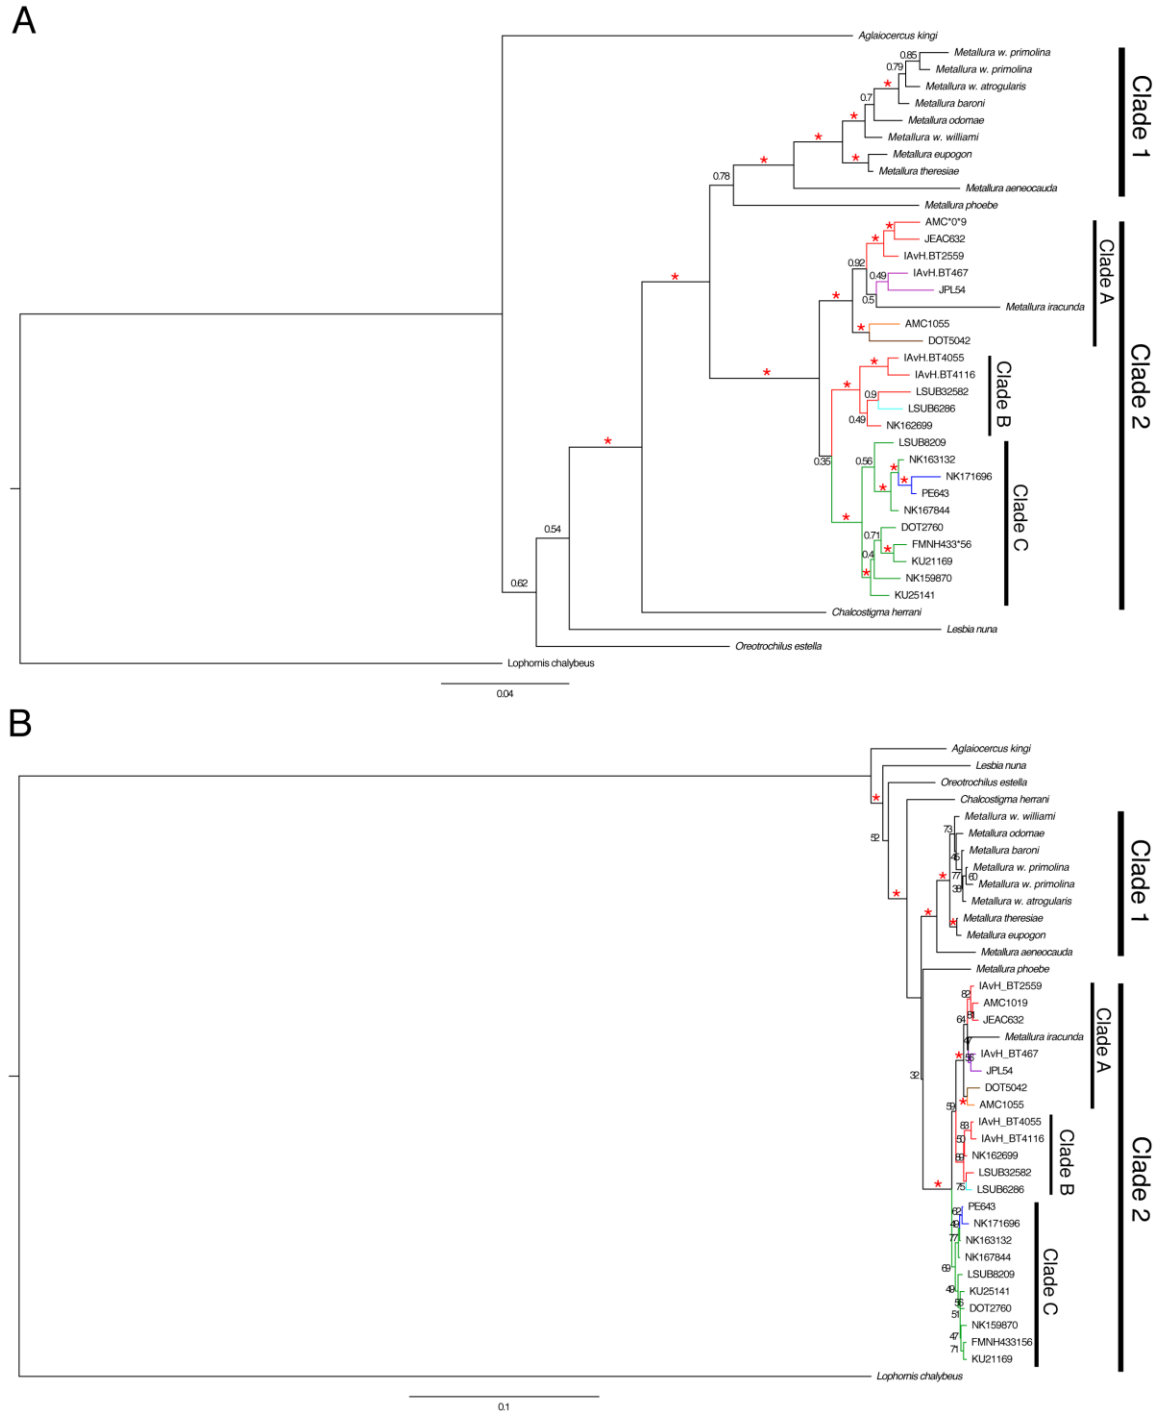 A
Aglaiocercus kingi
Metallura w. primolina
0.85
0.79
Metallura w. primolina
*
Metallura w. atrogularis
0.7
Metallura baroni
*
Metallura odomae
*
Metallura w. williami
*
Metallura eupogon
*
Metallura theresiae
0.78
Metallura aeneocauda
Metallura phoebe
Clade 1
*
AMC*0*9
*
JEAC632
0.92
IAvH.BT2559
0.49
IAvH.BT467
*
JPL54
0.5
Metallura iracunda
*
AMC1055
DOT5042
Clade A
*
*
IAvH.BT4055
*
IAvH.BT4116
0.9
LSUB32582
LSUB6286
0.49
NK162699
Clade B
0.35
LSUB8209
0.56
*
NK163132
*
*
NK171696
PE643
*
NK167844
0.71
DOT2760
*
FMNH433*56
0.4
KU21169
*
NK159870
KU25141
Clade C
Clade 2
*
Chalcostigma herrani
0.54
Lesbia nuna
0.62
Oreotrochilus estella
Lophornis chalybeus
0.04
B
Aglaiocercus kingi
Lesbia nuna
*
Oreotrochilus estella
Chalcostigma herrani
52
Metallura w. williami
73
Metallura odomae
45
Metallura baroni
77
Metallura w. primolina
60
38
Metallura w. primolina
*
*
Metallura w. atrogularis
*
Metallura theresiae
*
Metallura eupogon
Metallura aeneocauda
Clade 1
Metallura phoebe
IAvH_BT2559
82
AMC1019
64
JEAC632
Metallura iracunda
*
IAvH_BT467
JPL54
32
DOT5042
*
AMC1055
Clade A
59
83
IAvH_BT4055
50
IAvH_BT4116
NK162699
LSUB32582
*
75
LSUB6286
Clade B
62
PE643
49
NK171696
77
NK163132
NK167844
69
LSUB8209
49
KU25141
DOT2760
51
NK159870
47
FMNH433156
71
KU21169
Clade C
Clade 2
Lophornis chalybeus
0.1